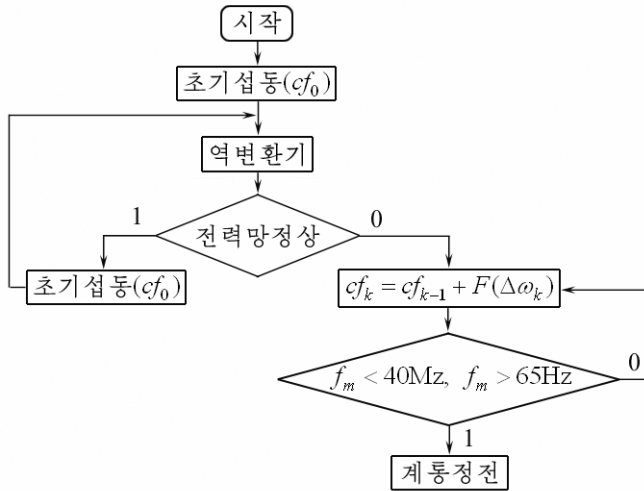 시작
초기섭동(cf₀)
역변환기
1
전력망정상
0
초기섭동(cf₀)
cfₖ = cfₖ₋₁ + F(Δωₖ)
fₘ < 40Mz, fₘ > 65Hz
0
1
계통정전